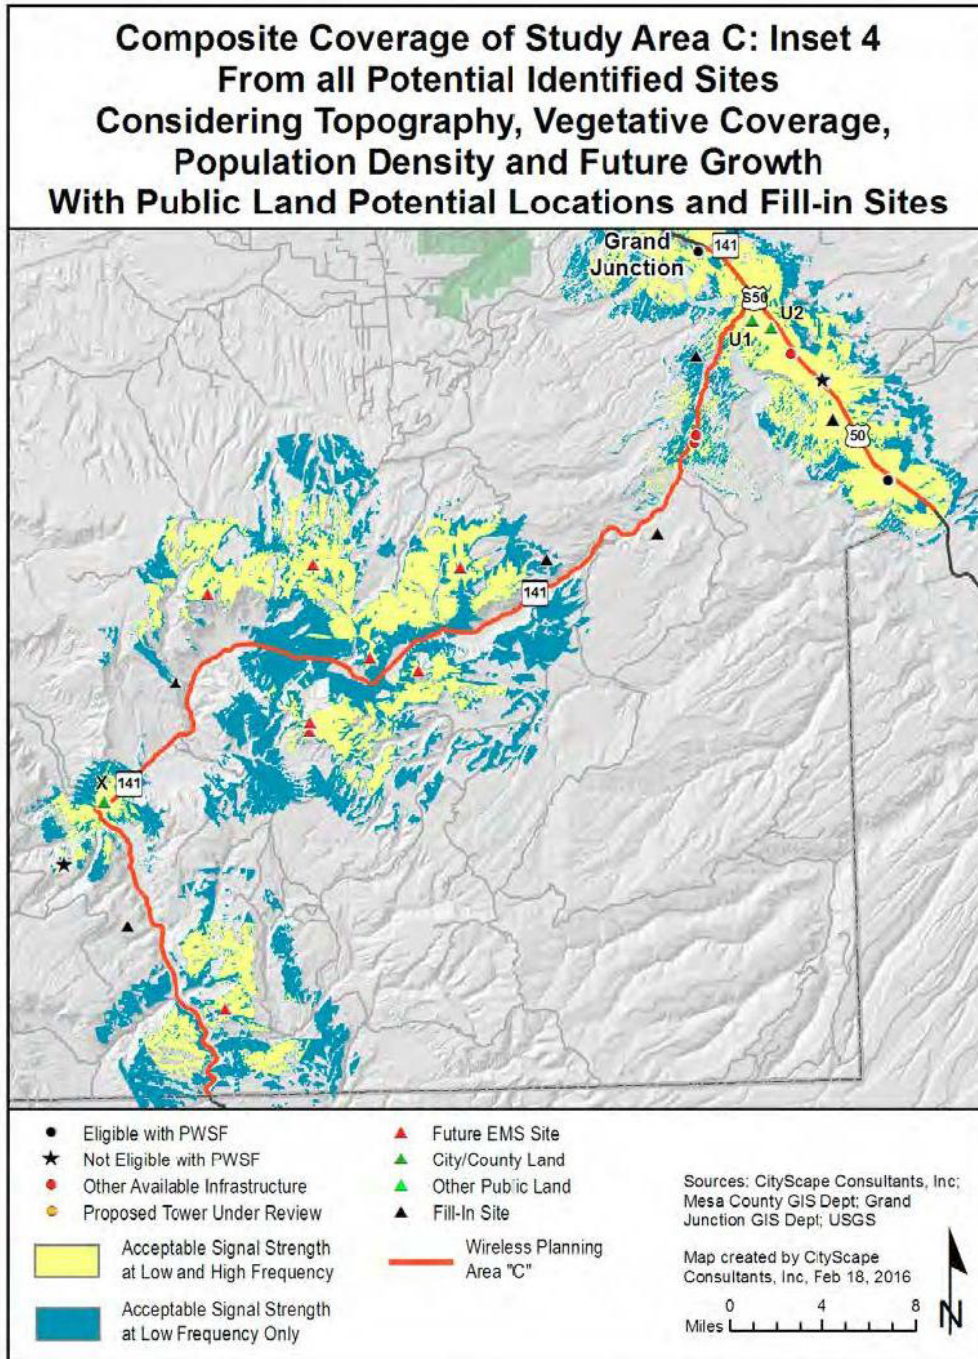 Composite Coverage of Study Area C: Inset 4
From all Potential Identified Sites
Considering Topography, Vegetative Coverage,
Population Density and Future Growth
With Public Land Potential Locations and Fill-in Sites
Grand
Junction
141
S50
U2
U1
50
141
X
141
Eligible with PWSF
Not Eligible with PWSF
Other Available Infrastructure
Proposed Tower Under Review
Acceptable Signal Strength
at Low and High Frequency
Acceptable Signal Strength
at Low Frequency Only
Future EMS Site
City/County Land
Other Public Land
Fill-In Site
Wireless Planning
Area "C"
Sources: CityScape Consultants, Inc;
Mesa County GIS Dept; Grand
Junction GIS Dept; USGS
Map created by CityScape
Consultants, Inc, Feb 18, 2016
0 4 8
Miles
N